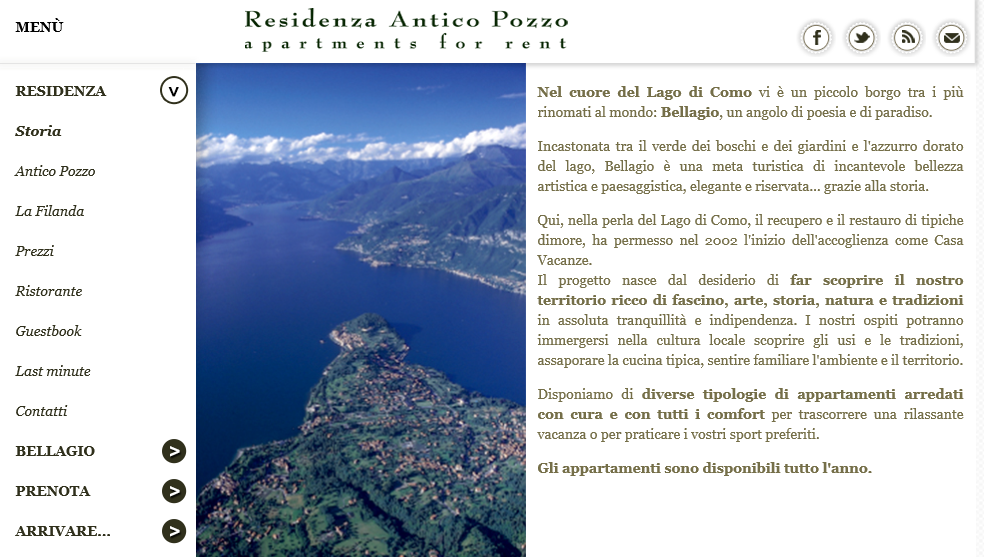 MENÙ
Residenza Antico Pozzo
apartments for rent
RESIDENZA
Storia
Antico Pozzo
La Filanda
Prezzi
Ristorante
Guestbook
Last minute
Contatti
BELLAGIO
PRENOTA
ARRIVARE...
Nel cuore del Lago di Como vi è un piccolo borgo tra i più
rinomati al mondo: Bellagio, un angolo di poesia e di paradiso.
Incastonata tra il verde dei boschi e dei giardini e l'azzurro dorato
del lago, Bellagio è una meta turistica di incantevole bellezza
artistica e paesaggistica, elegante e riservata... grazie alla storia.
Qui, nella perla del Lago di Como, il recupero e il restauro di tipiche
dimore, ha permesso nel 2002 l'inizio dell'accoglienza come Casa
Vacanze.
Il progetto nasce dal desiderio di far scoprire il nostro
territorio ricco di fascino, arte, storia, natura e tradizioni
in assoluta tranquillità e indipendenza. I nostri ospiti potranno
immergersi nella cultura locale scoprire gli usi e le tradizioni,
assaporare la cucina tipica, sentire familiare l'ambiente e il territorio.
Disponiamo di diverse tipologie di appartamenti arredati
con cura e con tutti i comfort per trascorrere una rilassante
vacanza o per praticare i vostri sport preferiti.
Gli appartamenti sono disponibili tutto l'anno.